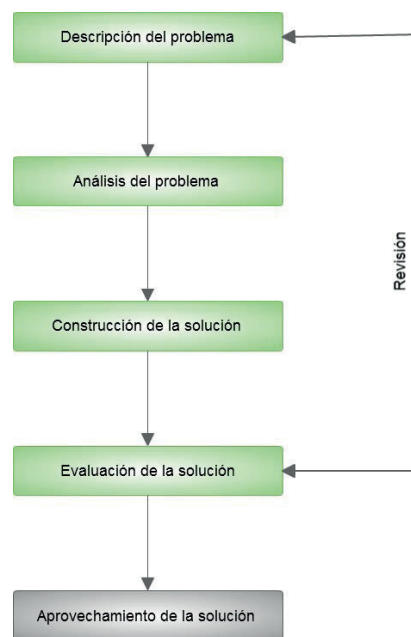 Descripción del problema
Análisis del problema
Revisión
Construcción de la solución
Evaluación de la solución
Aprovechamiento de la solución